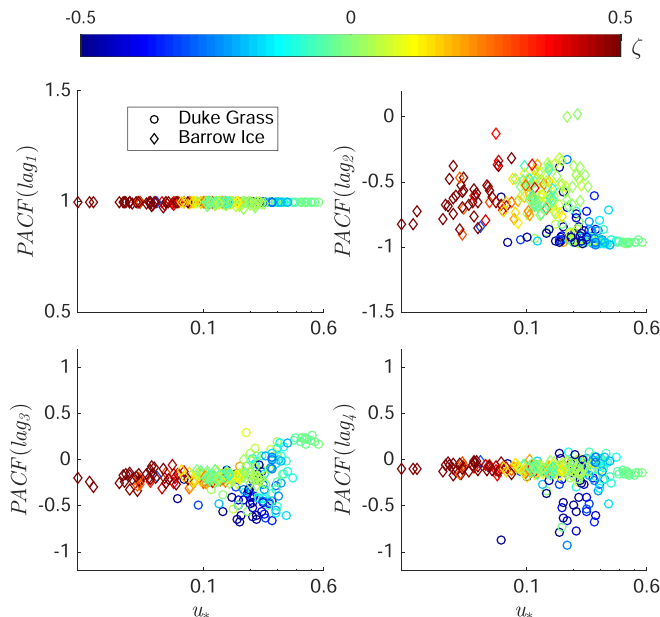 -0.5 0 0.5
ζ
1.5
1
0.5
PACF(lag₁)
Duke Grass
Barrow Ice
0.1 0.6
0
-0.5
-1
-1.5
PACF(lag₂)
0.1 0.6
1
0.5
0
-0.5
-1
PACF(lag₃)
0.1 0.6
u*
1
0.5
0
-0.5
-1
PACF(lag₄)
0.1 0.6
u*